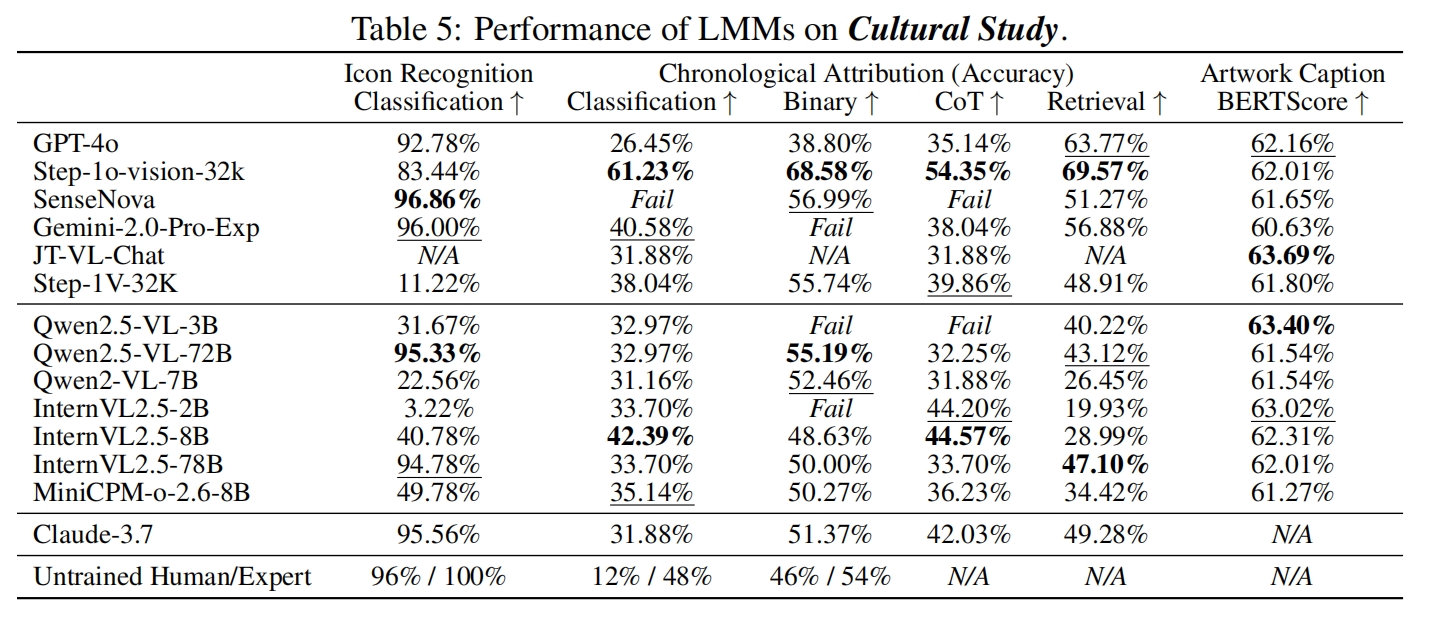 Table 5: Performance of LMMs on Cultural Study.
Icon Recognition Chronological Attribution (Accuracy) Artwork Caption
Classification ↑ Classification ↑ Binary ↑ CoT ↑ Retrieval ↑ BERTScore ↑
GPT-4o 92.78% 26.45% 38.80% 35.14% 63.77% 62.16%
Step-1o-vision-32k 83.44% 61.23% 68.58% 54.35% 69.57% 62.01%
SenseNova 96.86% Fail 56.99% Fail 51.27% 61.65%
Gemini-2.0-Pro-Exp 96.00% 40.58% Fail 38.04% 56.88% 60.63%
JT-VL-Chat N/A 31.88% N/A 31.88% N/A 63.69%
Step-1V-32K 11.22% 38.04% 55.74% 39.86% 48.91% 61.80%
Qwen2.5-VL-3B 31.67% 32.97% Fail Fail 40.22% 63.40%
Qwen2.5-VL-72B 95.33% 32.97% 55.19% 32.25% 43.12% 61.54%
Qwen2-VL-7B 22.56% 31.16% 52.46% 31.88% 26.45% 61.54%
InternVL2.5-2B 3.22% 33.70% Fail 44.20% 19.93% 63.02%
InternVL2.5-8B 40.78% 42.39% 48.63% 44.57% 28.99% 62.31%
InternVL2.5-78B 94.78% 33.70% 50.00% 33.70% 47.10% 62.01%
MiniCPM-o-2.6-8B 49.78% 35.14% 50.27% 36.23% 34.42% 61.27%
Claude-3.7 95.56% 31.88% 51.37% 42.03% 49.28% N/A
Untrained Human/Expert 96% / 100% 12% / 48% 46% / 54% N/A N/A N/A